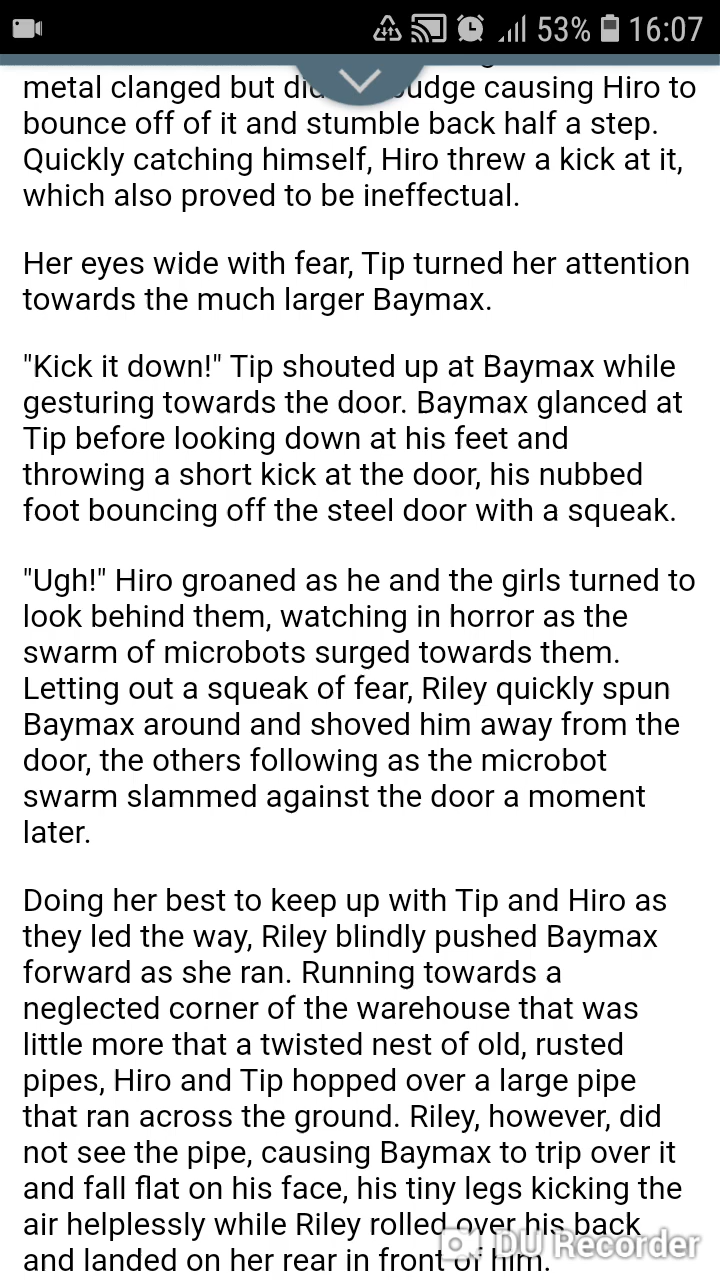 53% 16:07
metal clanged but did budge causing Hiro to
bounce off of it and stumble back half a step.
Quickly catching himself, Hiro threw a kick at it,
which also proved to be ineffectual.
Her eyes wide with fear, Tip turned her attention
towards the much larger Baymax.
"Kick it down!" Tip shouted up at Baymax while
gesturing towards the door. Baymax glanced at
Tip before looking down at his feet and
throwing a short kick at the door, his nubbed
foot bouncing off the steel door with a squeak.
"Ugh!" Hiro groaned as he and the girls turned to
look behind them, watching in horror as the
swarm of microbots surged towards them.
Letting out a squeak of fear, Riley quickly spun
Baymax around and shoved him away from the
door, the others following as the microbot
swarm slammed against the door a moment
later.
Doing her best to keep up with Tip and Hiro as
they led the way, Riley blindly pushed Baymax
forward as she ran. Running towards a
neglected corner of the warehouse that was
little more that a twisted nest of old, rusted
pipes, Hiro and Tip hopped over a large pipe
that ran across the ground. Riley, however, did
not see the pipe, causing Baymax to trip over it
and fall flat on his face, his tiny legs kicking the
air helplessly while Riley rolled over his back
and landed on her rear in front of him.
DU Recorder